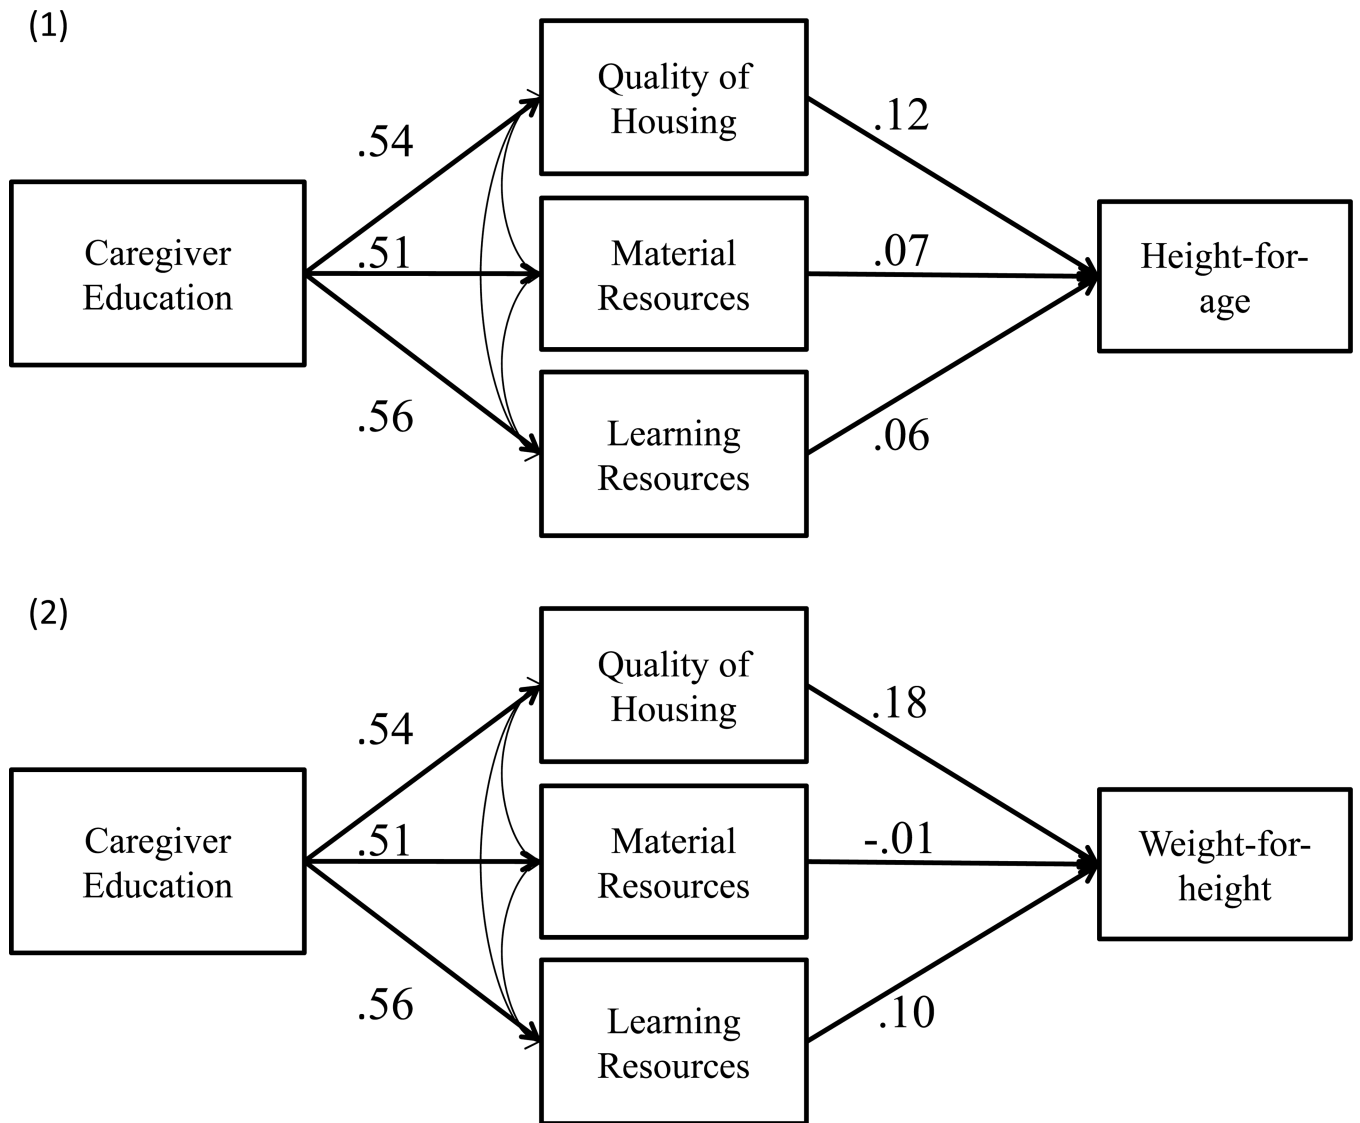 (1)
Quality of
Housing
.54
.12
Caregiver
Education
.51
Material
Resources
.07
Height-for-
age
.56
Learning
Resources
.06
(2)
Quality of
Housing
.54
.18
Caregiver
Education
.51
Material
Resources
-.01
Weight-for-
height
.56
Learning
Resources
.10